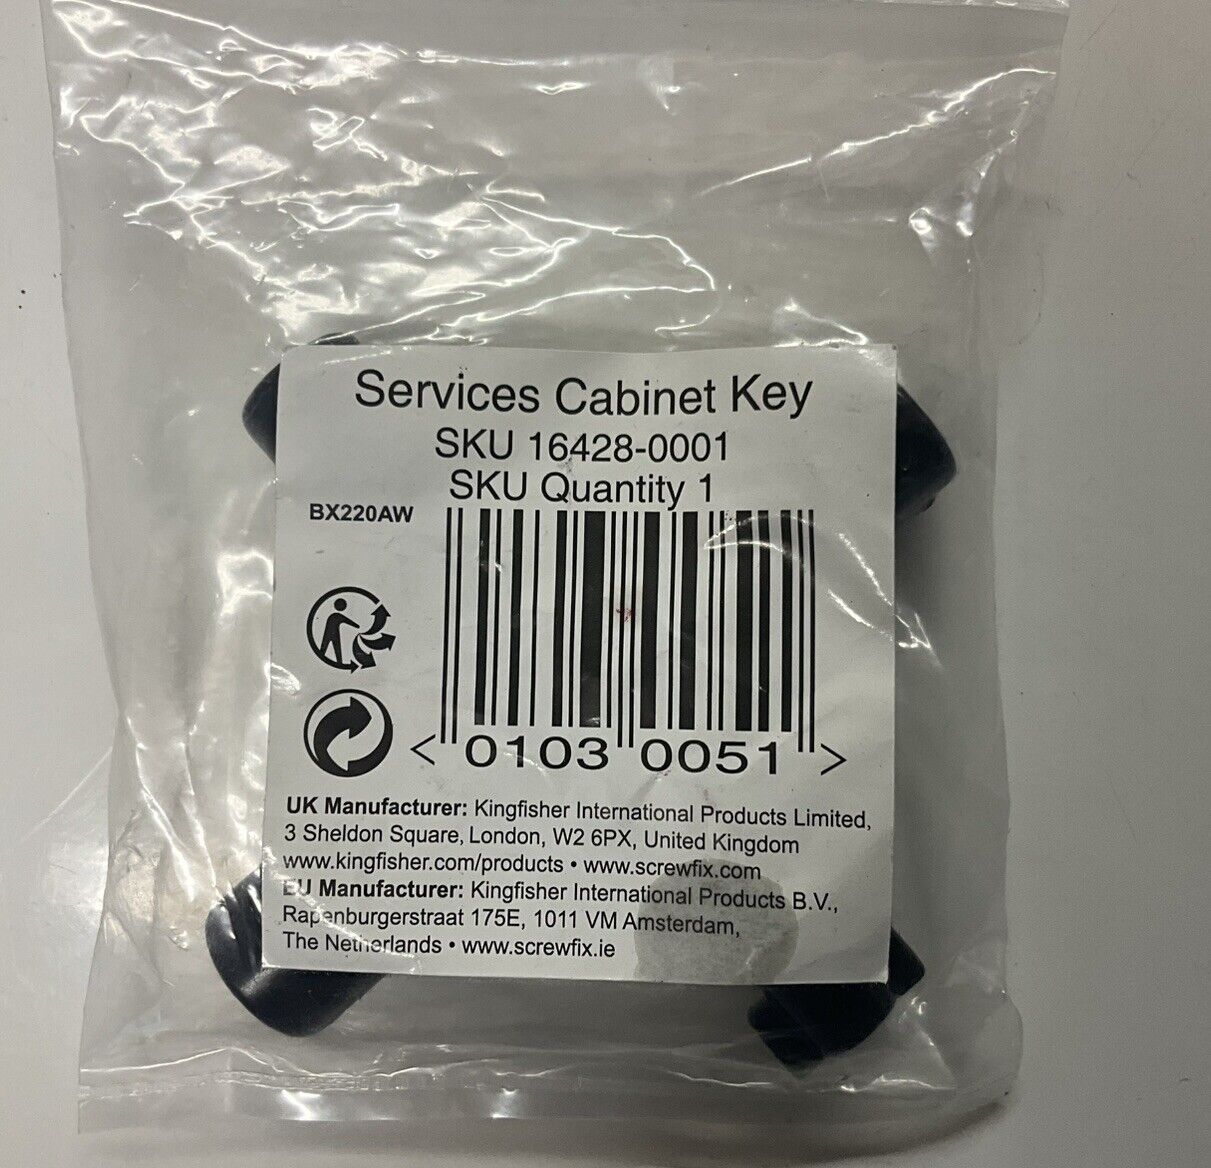 Services Cabinet Key
SKU 16428-0001
SKU Quantity 1
BX220AW
< 0103 0051 >
UK Manufacturer: Kingfisher International Products Limited,
3 Sheldon Square, London, W2 6PX, United Kingdom
www.kingfisher.com/products • www.screwfix.com
EU Manufacturer: Kingfisher International Products B.V.,
Rapenburgerstraat 175E, 1011 VM Amsterdam,
The Netherlands • www.screwfix.ie